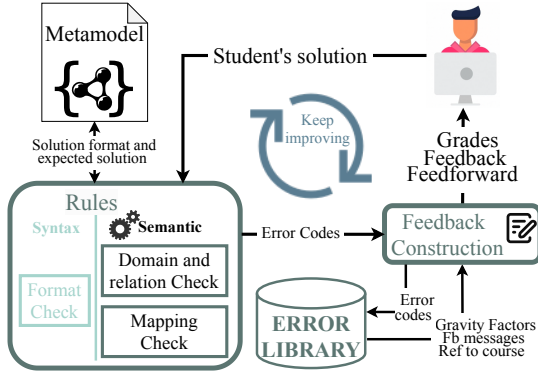 Metamodel
Student's solution
Keep
improving
Solution format and
expected solution
Grades
Feedback
Feedforward
Rules
Syntax
Semantic
Format
Check
Domain and
relation Check
Mapping
Check
Error Codes
Feedback
Construction
Error
codes
ERROR
LIBRARY
Gravity Factors
Fb messages
Ref to course